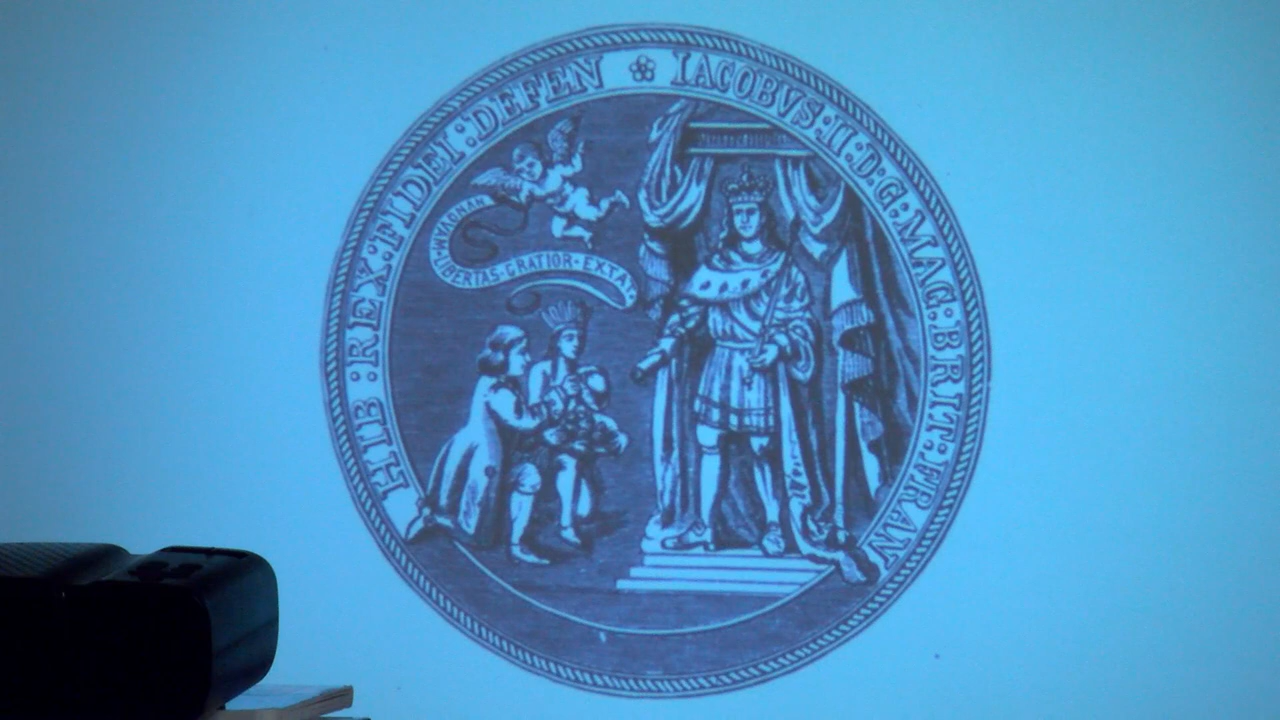 IACOBVS : II : D : G : MAG : BRIT : FRAN
HIB : REX : FIDEI : DEFEN
LIBERTAS · GRATIOR · EXTAT